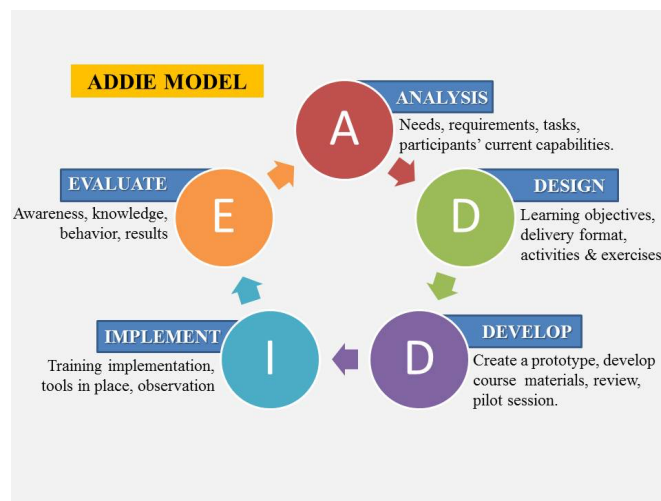 ADDIE MODEL
A
ANALYSIS
Needs, requirements, tasks,
participants' current capabilities.
D
DESIGN
Learning objectives,
delivery format,
activities & exercises
D
DEVELOP
Create a prototype, develop
course materials, review,
pilot session.
I
IMPLEMENT
Training implementation,
tools in place, observation
E
EVALUATE
Awareness, knowledge,
behavior, results